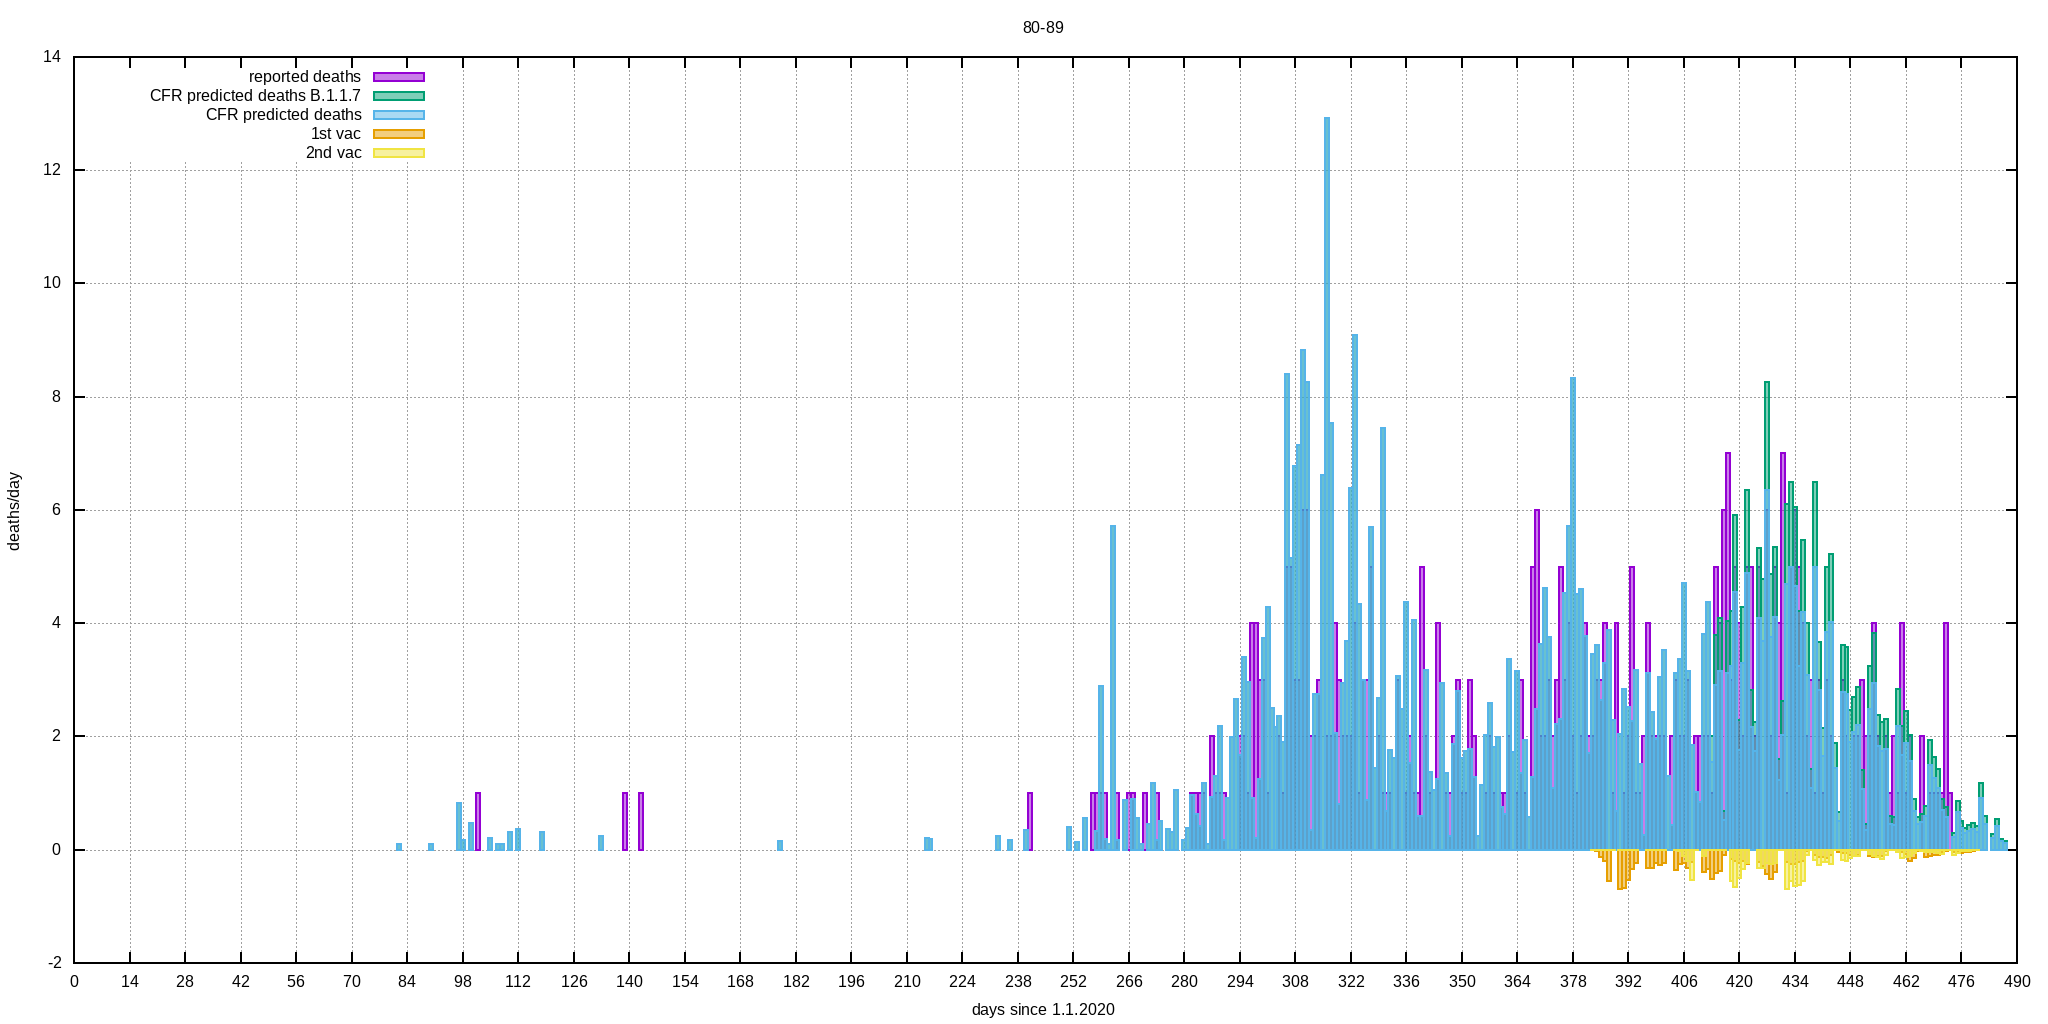 80-89
reported deaths
CFR predicted deaths B.1.1.7
CFR predicted deaths
1st vac
2nd vac
14
12
10
8
6
4
2
0
-2
deaths/day
0 14 28 42 56 70 84 98 112 126 140 154 168 182 196 210 224 238 252 266 280 294 308 322 336 350 364 378 392 406 420 434 448 462 476 490
days since 1.1.2020